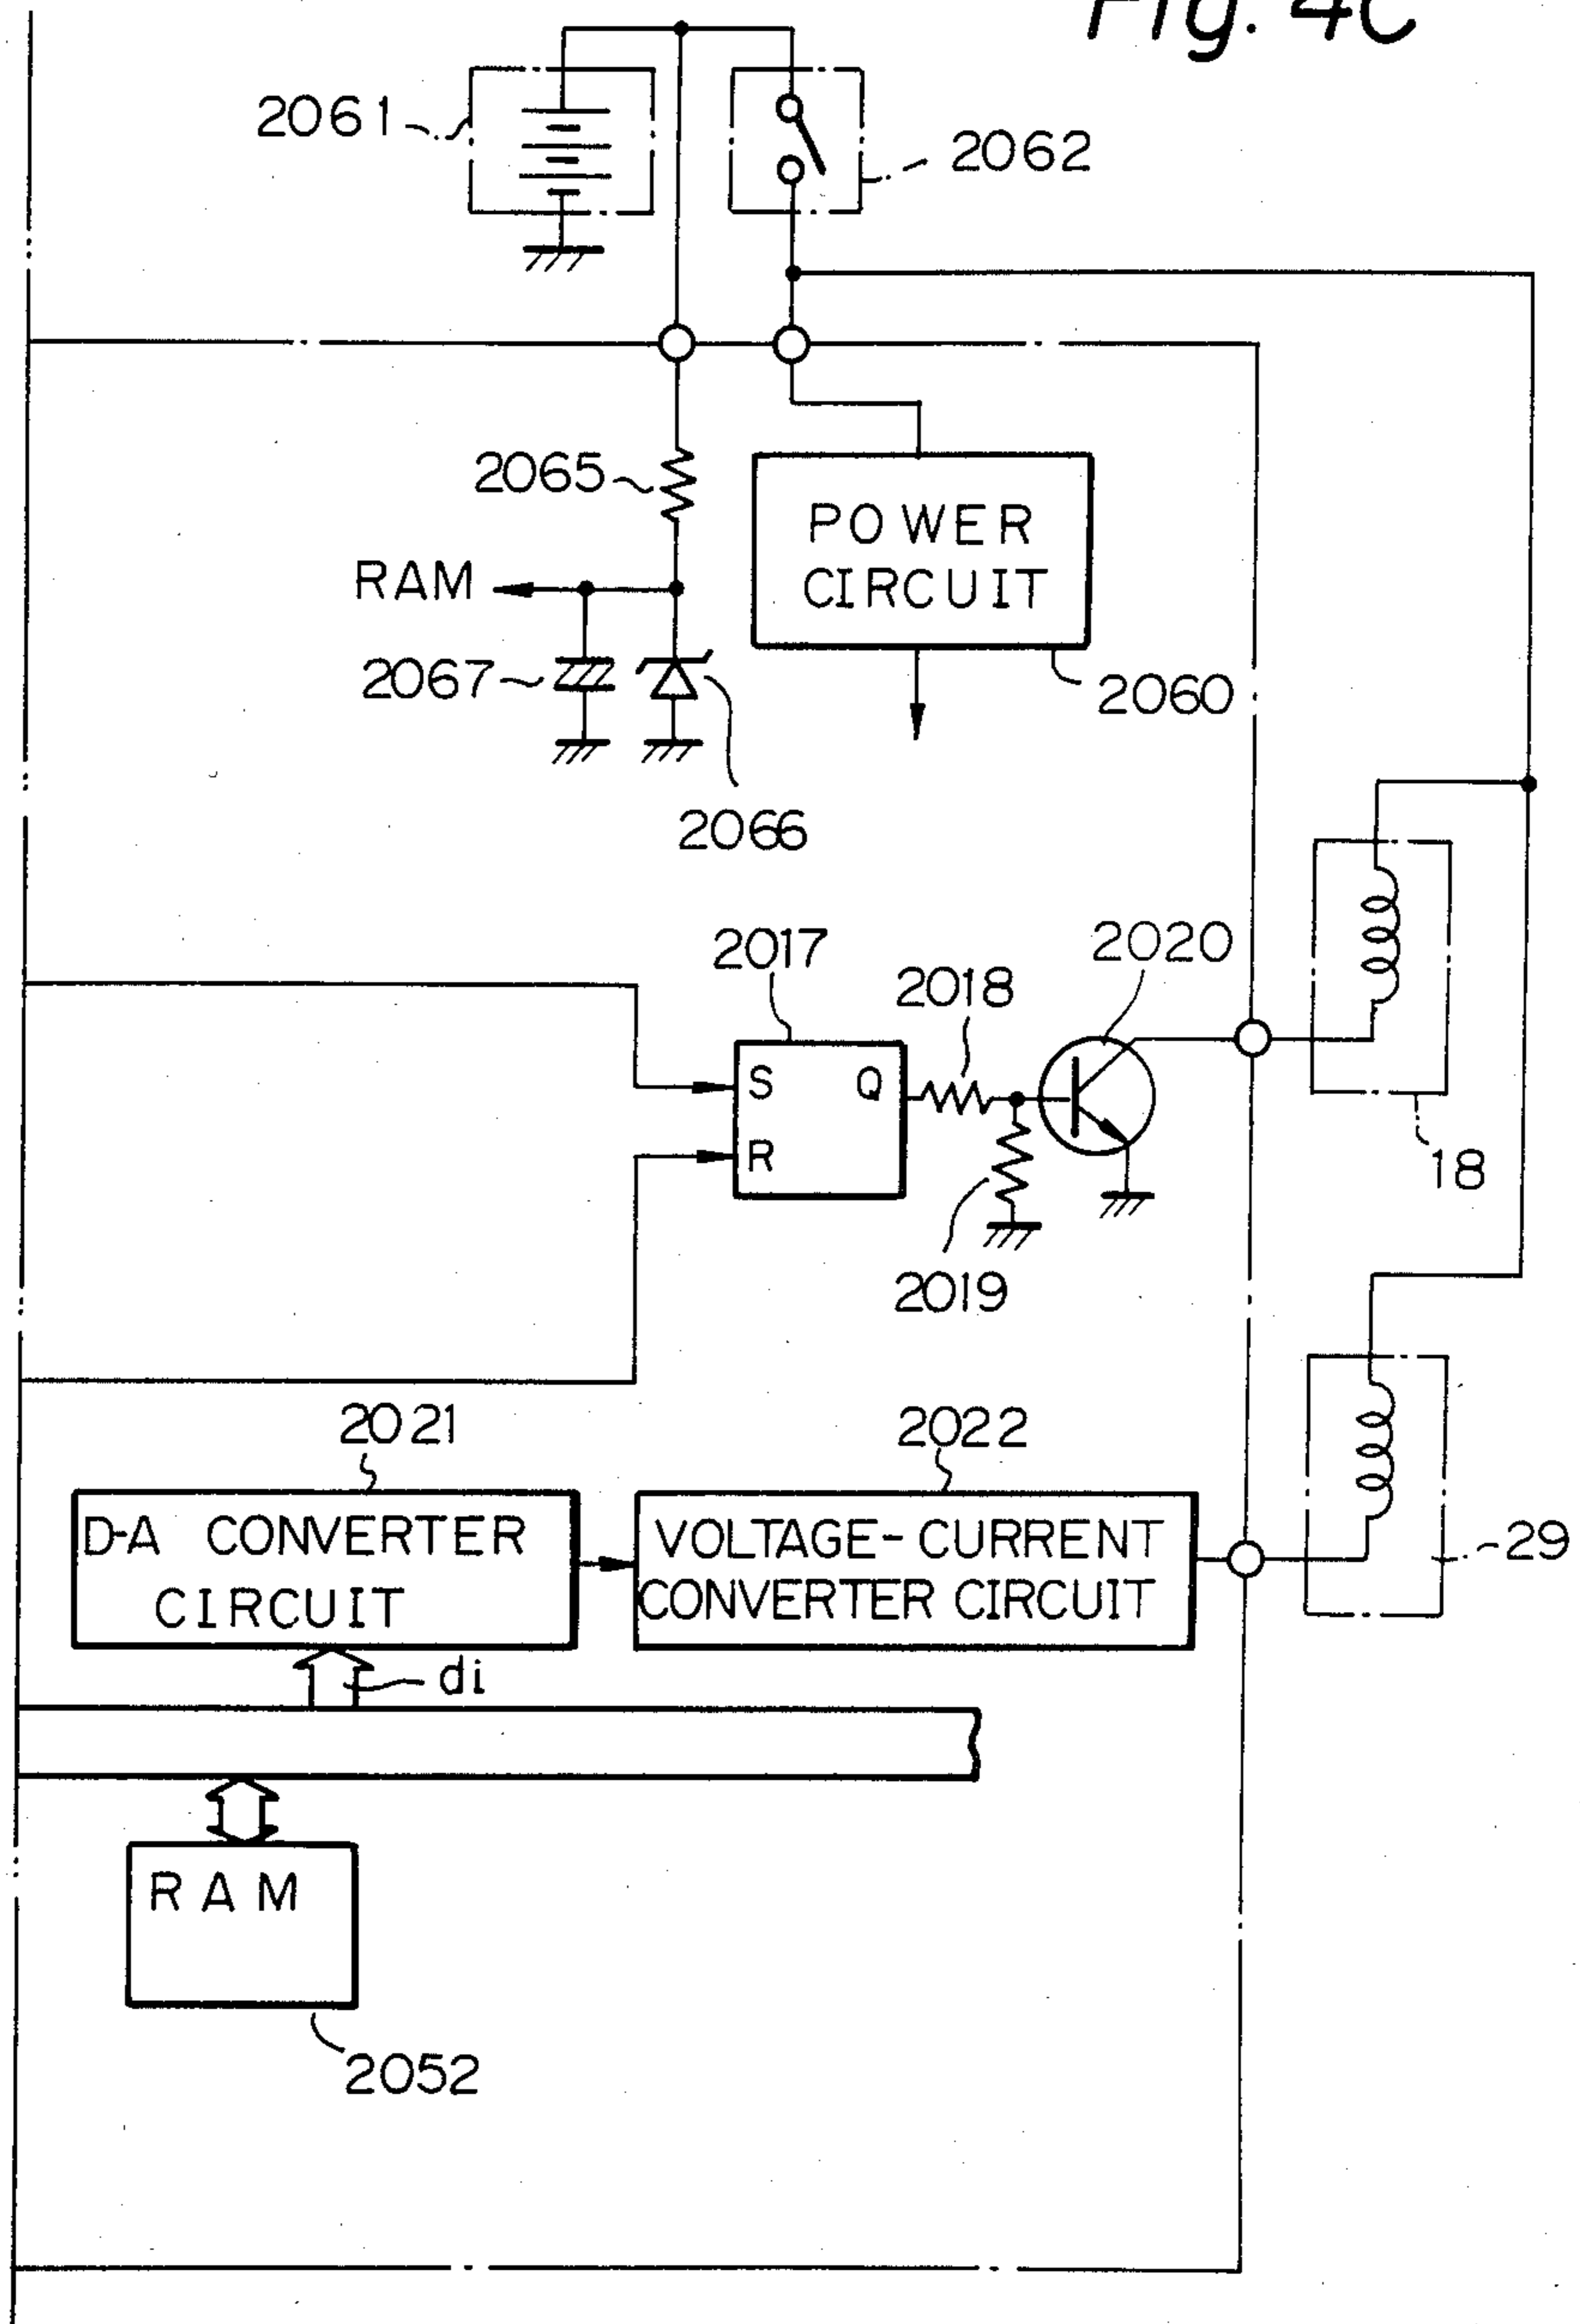 Fig. 4C
2061
2062
2065
POWER
CIRCUIT
RAM
2067
2060
2066
2017
2018
2020
S
Q
R
18
2019
2021
2022
D-A CONVERTER
CIRCUIT
VOLTAGE-CURRENT
CONVERTER CIRCUIT
29
di
RAM
2052